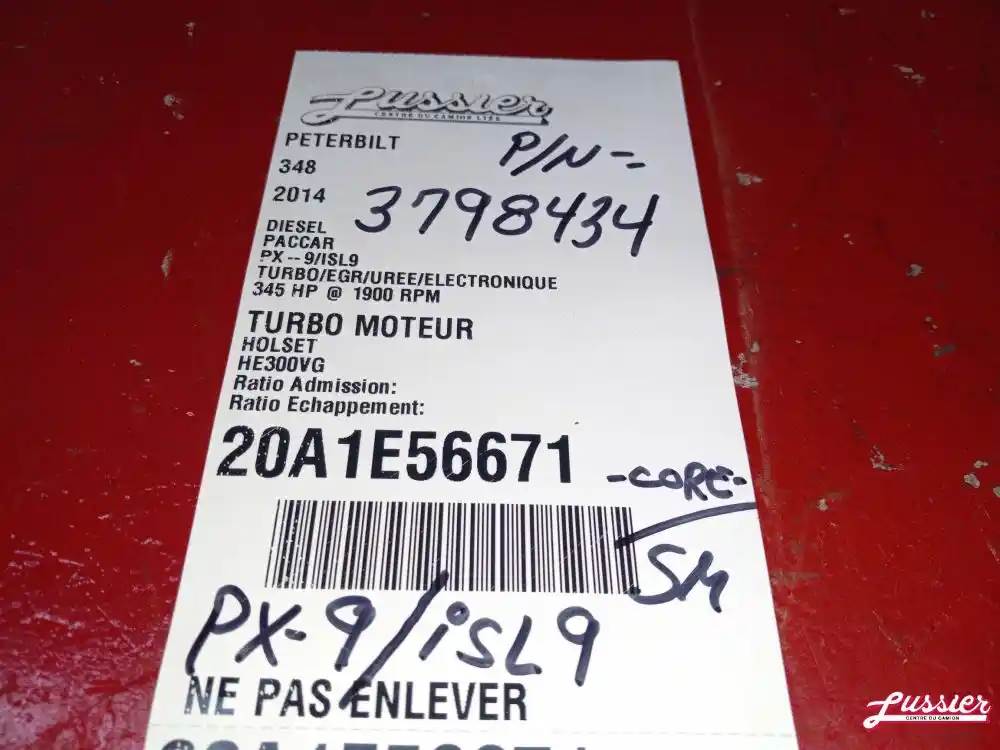 Lussier
CENTRE DU CAMION LTÉE
PETERBILT
P/N-:
348
2014
3798434
DIESEL
PACCAR
PX -- 9/ISL9
TURBO/EGR/UREE/ELECTRONIQUE
345 HP @ 1900 RPM
TURBO MOTEUR
HOLSET
HE300VG
Ratio Admission:
Ratio Echappement:
20A1E56671
-CORE-
SM
PX-9/iSL9
NE PAS ENLEVER
20A1E56671
Lussier
CENTRE DU CAMION